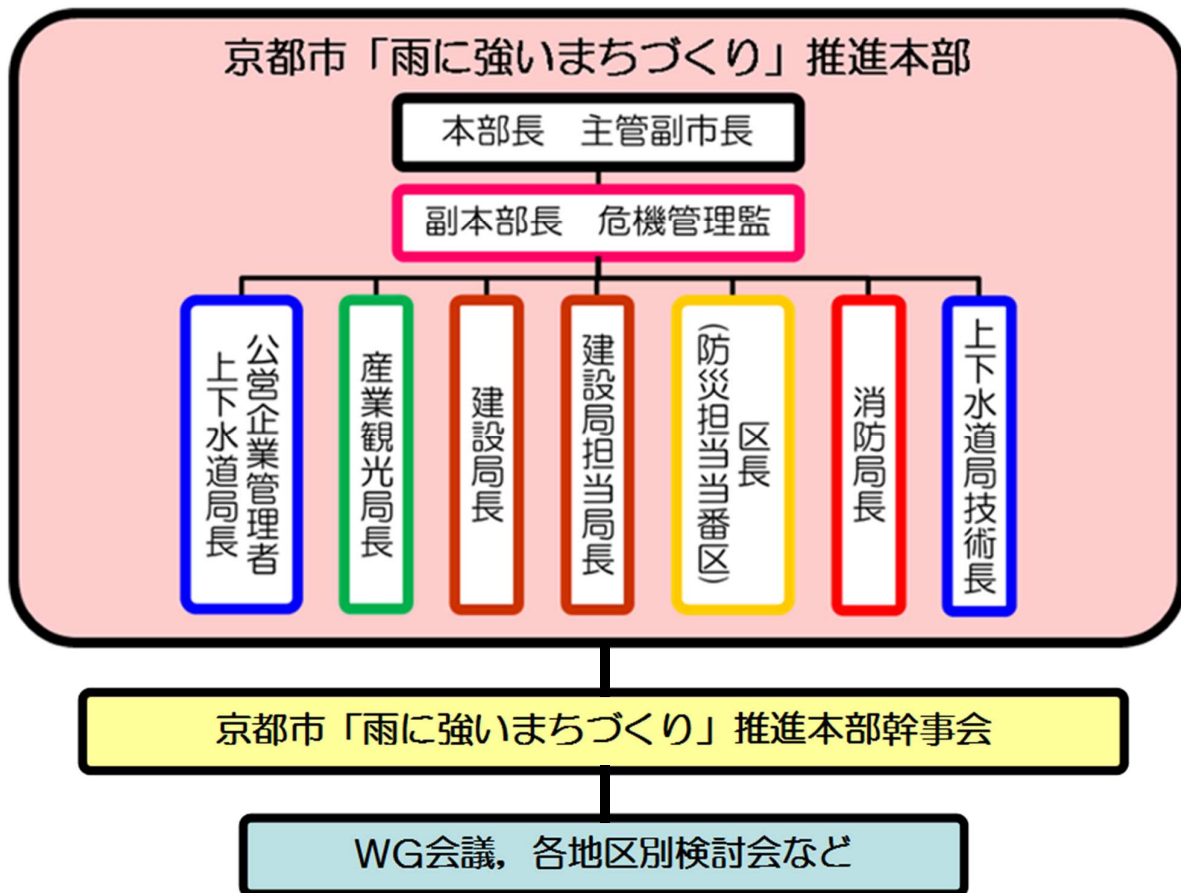 京都市「雨に強いまちづくり」推進本部
本部長　主管副市長
副本部長　危機管理監
公営企業管理者
上下水道局長
産業観光局長
建設局長
建設局担当局長
区長
(防災担当当番区)
消防局長
上下水道局技術長
京都市「雨に強いまちづくり」推進本部幹事会
WG会議，各地区別検討会など